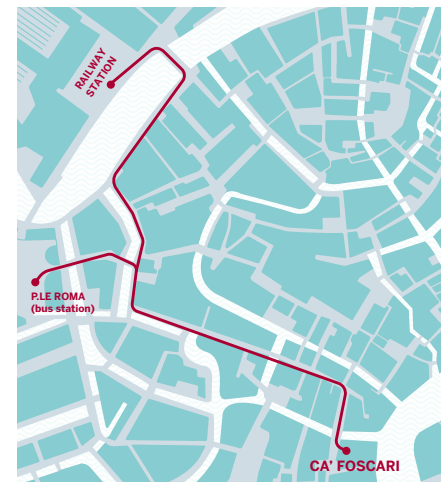 RAILWAY
STATION
P.LE ROMA
(bus station)
CA' FOSCARI